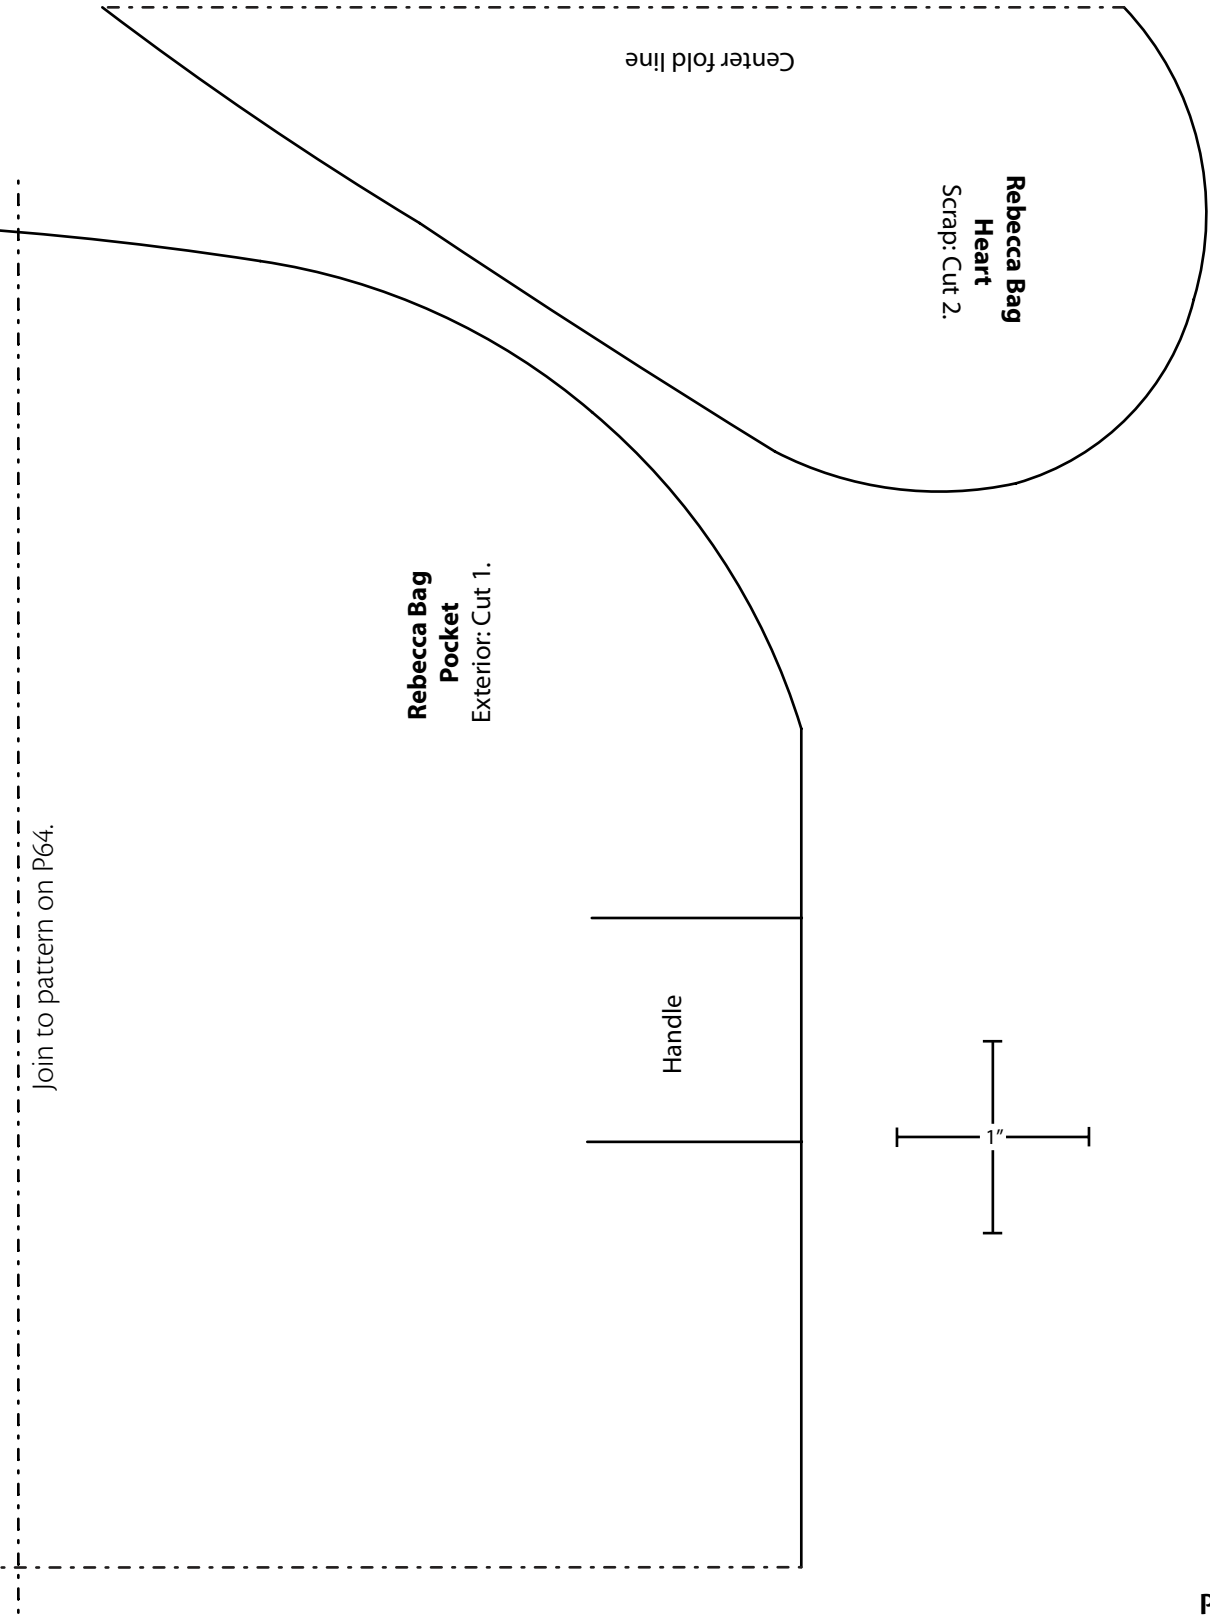 Center fold line
Rebecca Bag
Heart
Scrap: Cut 2.
Rebecca Bag
Pocket
Exterior: Cut 1.
Join to pattern on P64.
Handle
1”
P